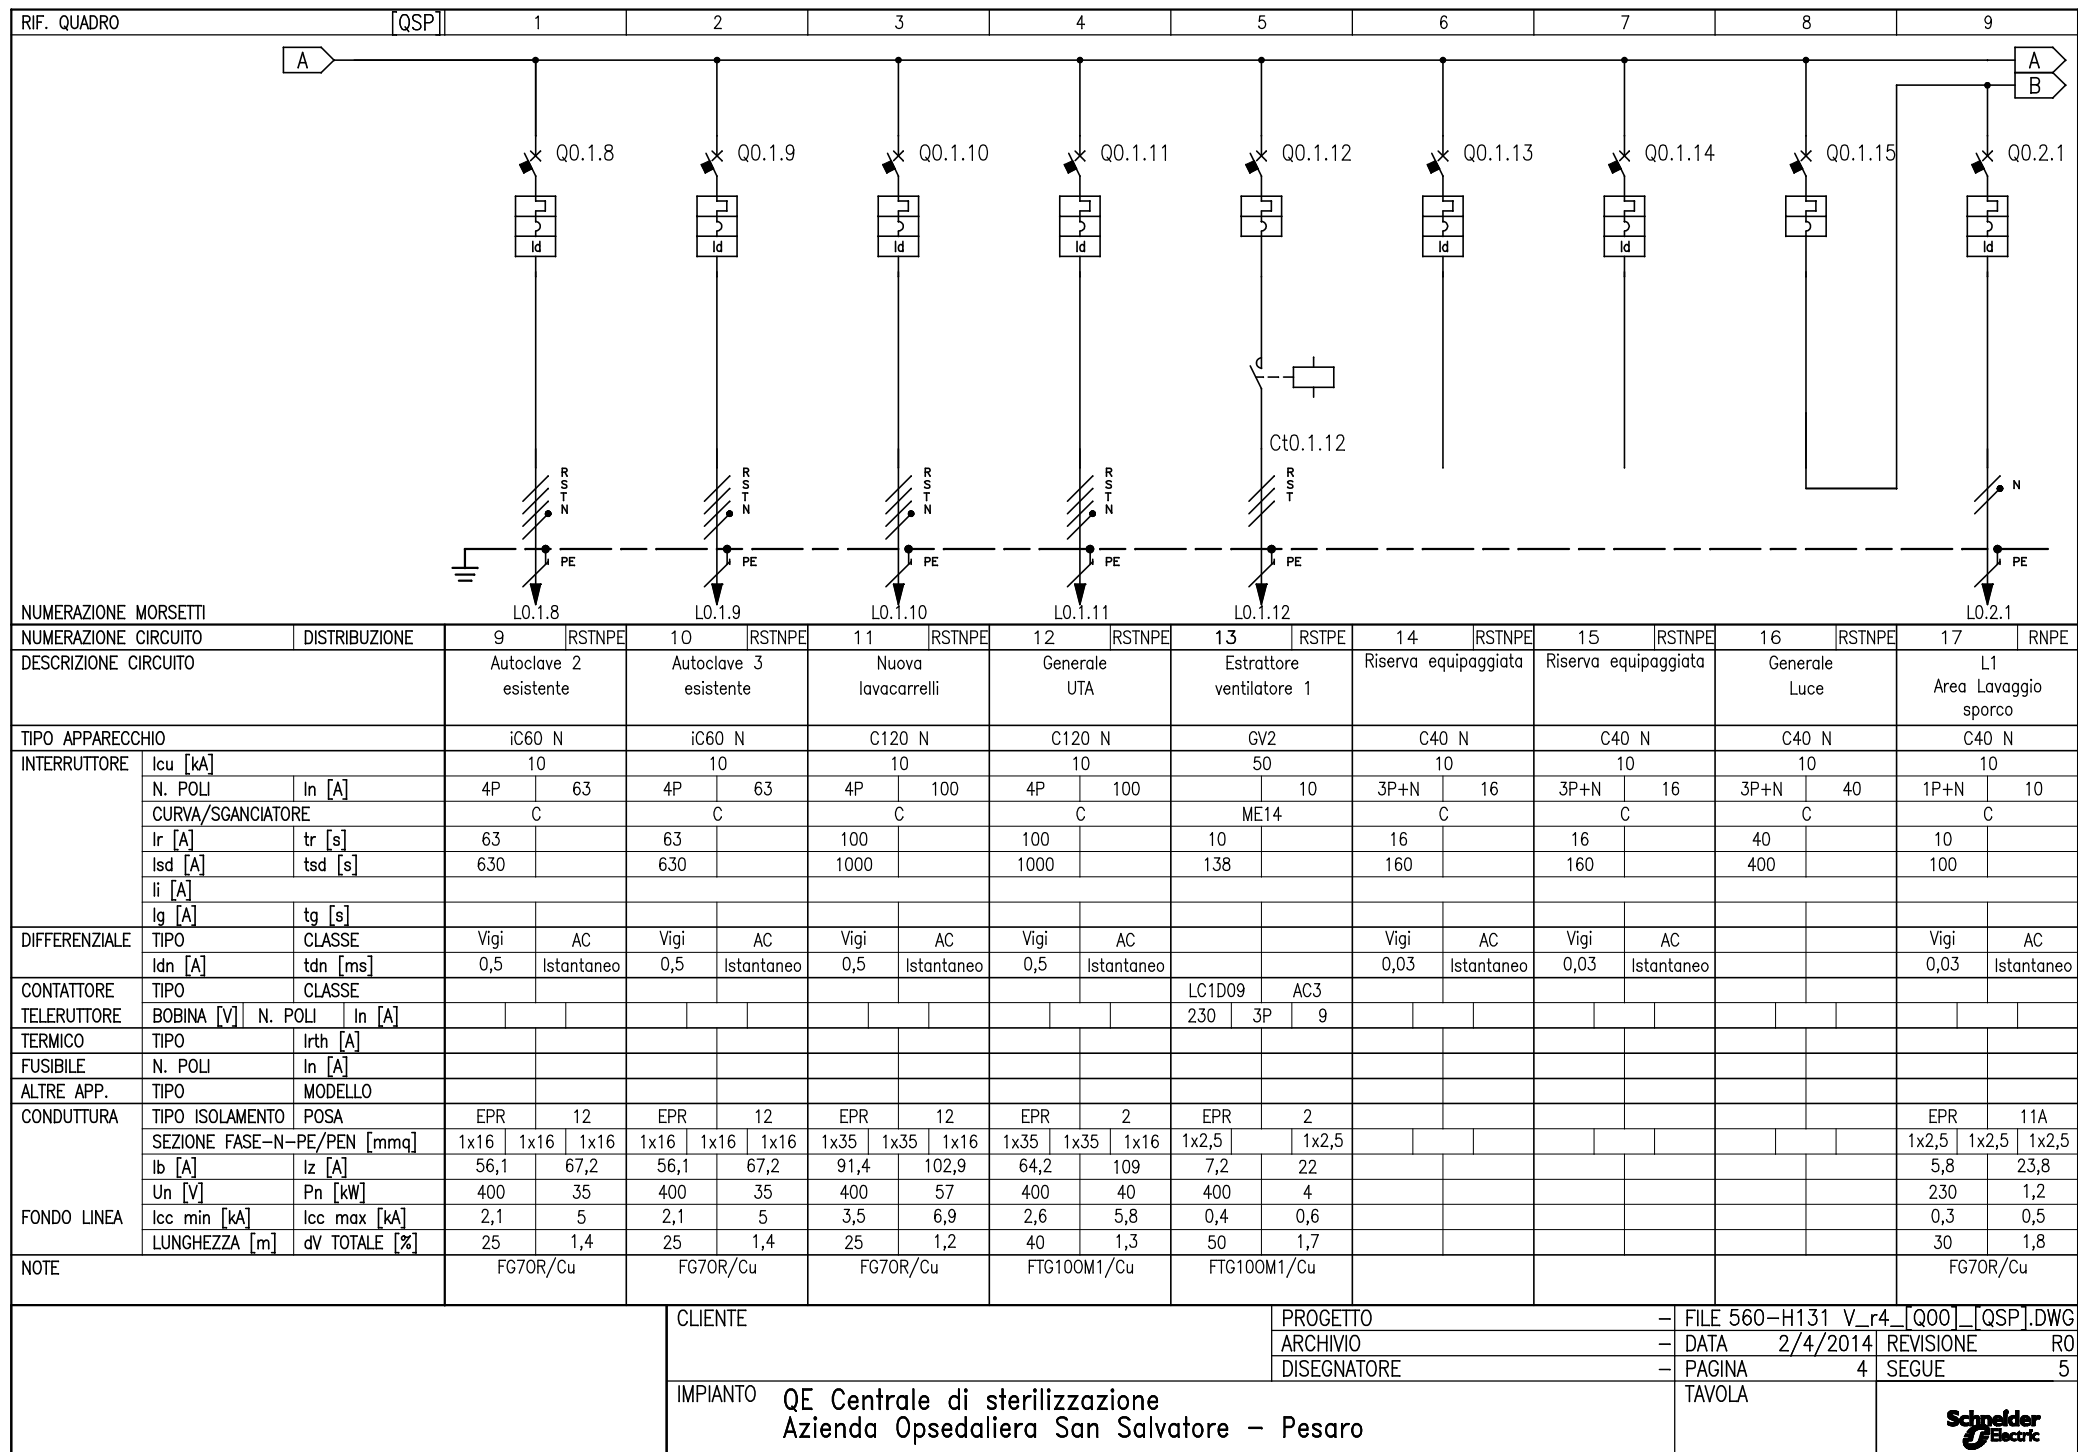 RIF. QUADRO [QSP] 1 2 3 4 5 6 7 8 9
A A
B
Q0.1.8 Q0.1.9 Q0.1.10 Q0.1.11 Q0.1.12 Q0.1.13 Q0.1.14 Q0.1.15 Q0.2.1
Id Id Id Id Id Id Id
Ct0.1.12
R R R R R
S S S S S
T T T T T
N N N N N
PE PE PE PE PE PE
NUMERAZIONE MORSETTI L0.1.8 L0.1.9 L0.1.10 L0.1.11 L0.1.12 L0.2.1
NUMERAZIONE CIRCUITO DISTRIBUZIONE 9 RSTNPE 10 RSTNPE 11 RSTNPE 12 RSTNPE 13 RSTPE 14 RSTNPE 15 RSTNPE 16 RSTNPE 17 RNPE
DESCRIZIONE CIRCUITO Autoclave 2 Autoclave 3 Nuova Generale Estrattore Riserva equipaggiata Riserva equipaggiata Generale L1
esistente esistente lavacarrelli UTA ventilatore 1 Luce Area Lavaggio
sporco
TIPO APPARECCHIO iC60 N iC60 N C120 N C120 N GV2 C40 N C40 N C40 N C40 N
INTERRUTTORE Icu [kA] 10 10 10 10 50 10 10 10 10
N. POLI In [A] 4P 63 4P 63 4P 100 4P 100 10 3P+N 16 3P+N 16 3P+N 40 1P+N 10
CURVA/SGANCIATORE C C C C ME14 C C C C
Ir [A] tr [s] 63 63 100 100 10 16 16 40 10
Isd [A] tsd [s] 630 630 1000 1000 138 160 160 400 100
Ii [A]
Ig [A] tg [s]
DIFFERENZIALE TIPO CLASSE Vigi AC Vigi AC Vigi AC Vigi AC Vigi AC Vigi AC Vigi AC
Idn [A] tdn [ms] 0,5 Istantaneo 0,5 Istantaneo 0,5 Istantaneo 0,5 Istantaneo 0,03 Istantaneo 0,03 Istantaneo 0,03 Istantaneo
CONTATTORE TIPO CLASSE LC1D09 AC3
TELERUTTORE BOBINA [V] N. POLI In [A] 230 3P 9
TERMICO TIPO Irth [A]
FUSIBILE N. POLI In [A]
ALTRE APP. TIPO MODELLO
CONDUTTURA TIPO ISOLAMENTO POSA EPR 12 EPR 12 EPR 12 EPR 2 EPR 2 EPR 11A
SEZIONE FASE-N-PE/PEN [mmq] 1x16 1x16 1x16 1x16 1x16 1x16 1x35 1x35 1x16 1x35 1x35 1x16 1x2,5 1x2,5 1x2,5 1x2,5 1x2,5
Ib [A] Iz [A] 56,1 67,2 56,1 67,2 91,4 102,9 64,2 109 7,2 22 5,8 23,8
Un [V] Pn [kW] 400 35 400 35 400 57 400 40 400 4 230 1,2
FONDO LINEA Icc min [kA] Icc max [kA] 2,1 5 2,1 5 3,5 6,9 2,6 5,8 0,4 0,6 0,3 0,5
LUNGHEZZA [m] dV TOTALE [%] 25 1,4 25 1,4 25 1,2 40 1,3 50 1,7 30 1,8
NOTE FG7OR/Cu FG7OR/Cu FG7OR/Cu FTG10OM1/Cu FTG10OM1/Cu FG7OR/Cu
CLIENTE PROGETTO - FILE 560-H131 V_r4_[Q00]_[QSP].DWG
ARCHIVIO - DATA 2/4/2014 REVISIONE R0
DISEGNATORE - PAGINA 4 SEGUE 5
IMPIANTO QE Centrale di sterilizzazione TAVOLA
Azienda Opsedaliera San Salvatore - Pesaro
Schneider
Electric